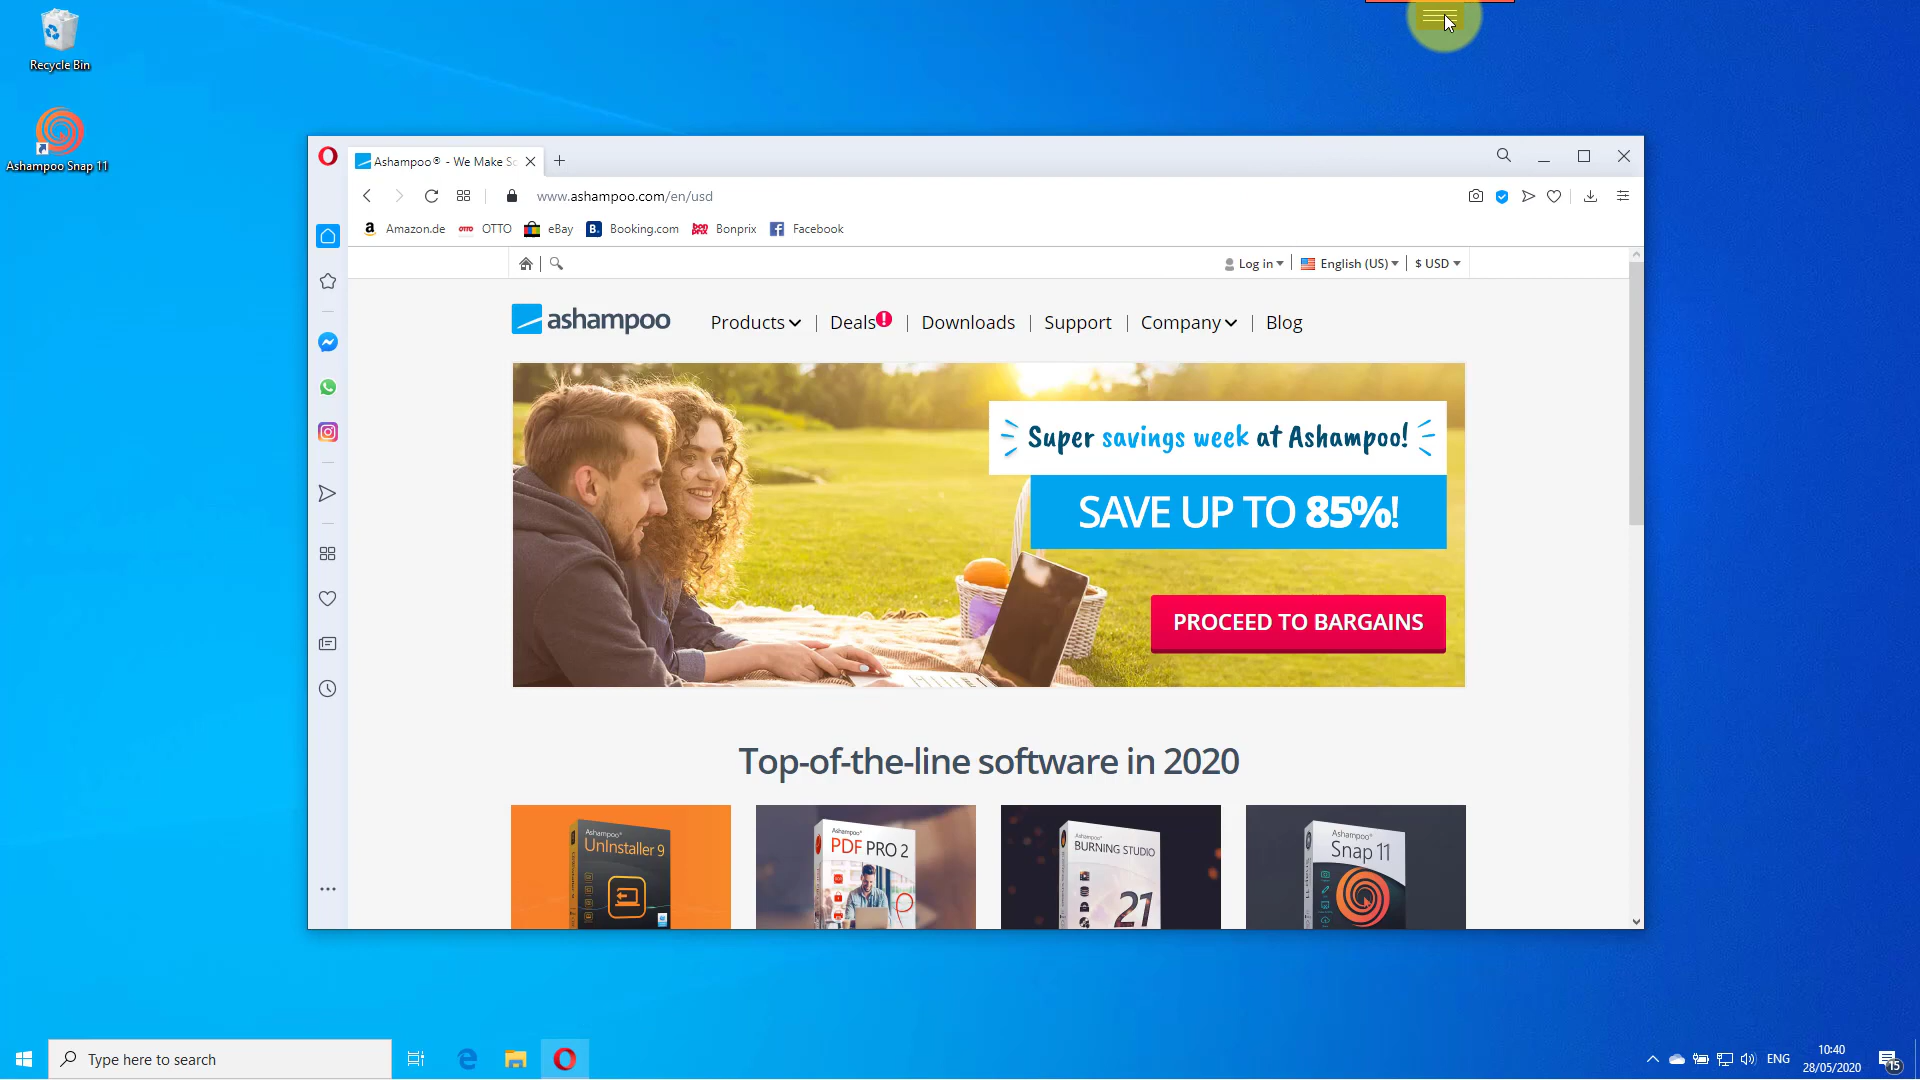 Recycle Bin
Ashampoo Snap 11
Ashampoo® - We Make So
www.ashampoo.com/en/usd
Amazon.de OTTO eBay Booking.com Bonprix Facebook
Log in English (US) $ USD
ashampoo Products Deals! Downloads Support Company Blog
Super savings week at Ashampoo!
SAVE UP TO 85%!
PROCEED TO BARGAINS
Top-of-the-line software in 2020
Ashampoo®
UnInstaller 9
Ashampoo®
PDF PRO 2
Ashampoo®
BURNING STUDIO
21
Ashampoo®
Snap 11
Type here to search
ENG
10:40
28/05/2020
15